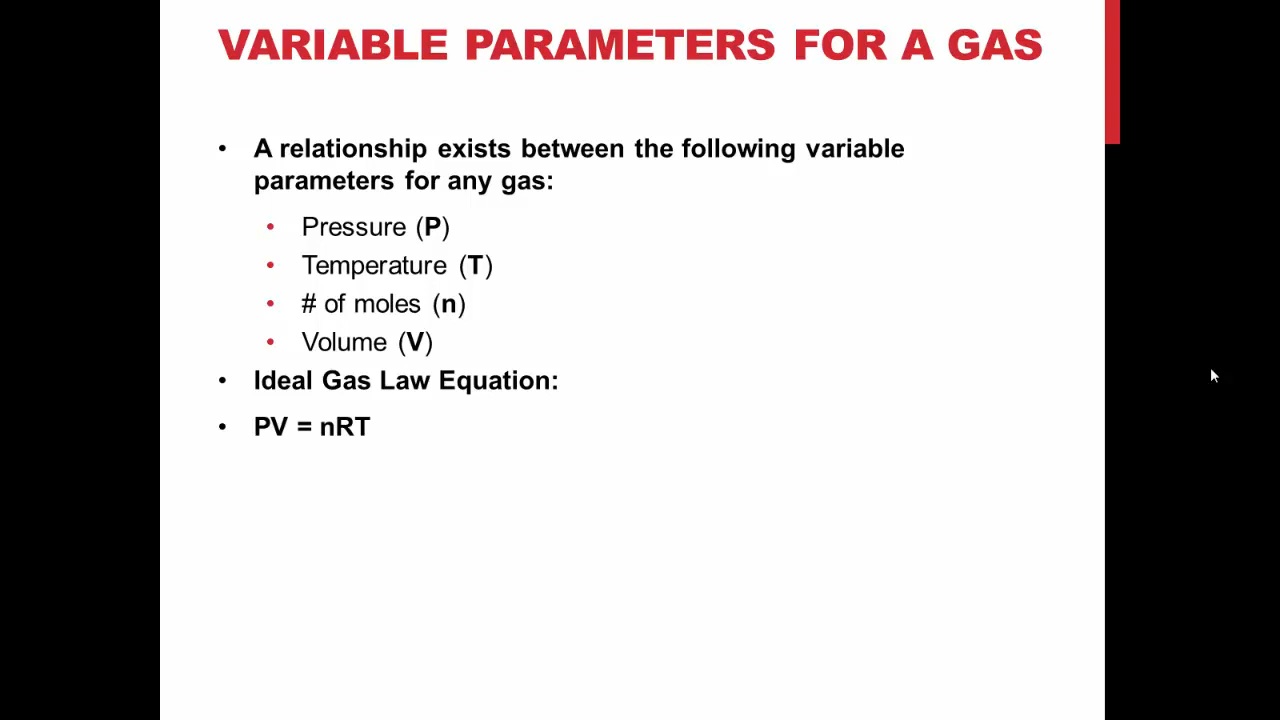 VARIABLE PARAMETERS FOR A GAS
• A relationship exists between the following variable
parameters for any gas:
• Pressure (P)
• Temperature (T)
• # of moles (n)
• Volume (V)
• Ideal Gas Law Equation:
• PV = nRT